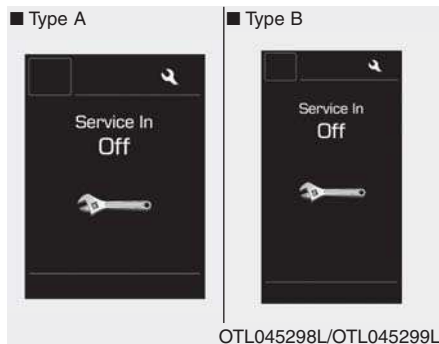 ■ Type A
■ Type B
Service In
Off
Service In
Off
OTL045298L/OTL045299L